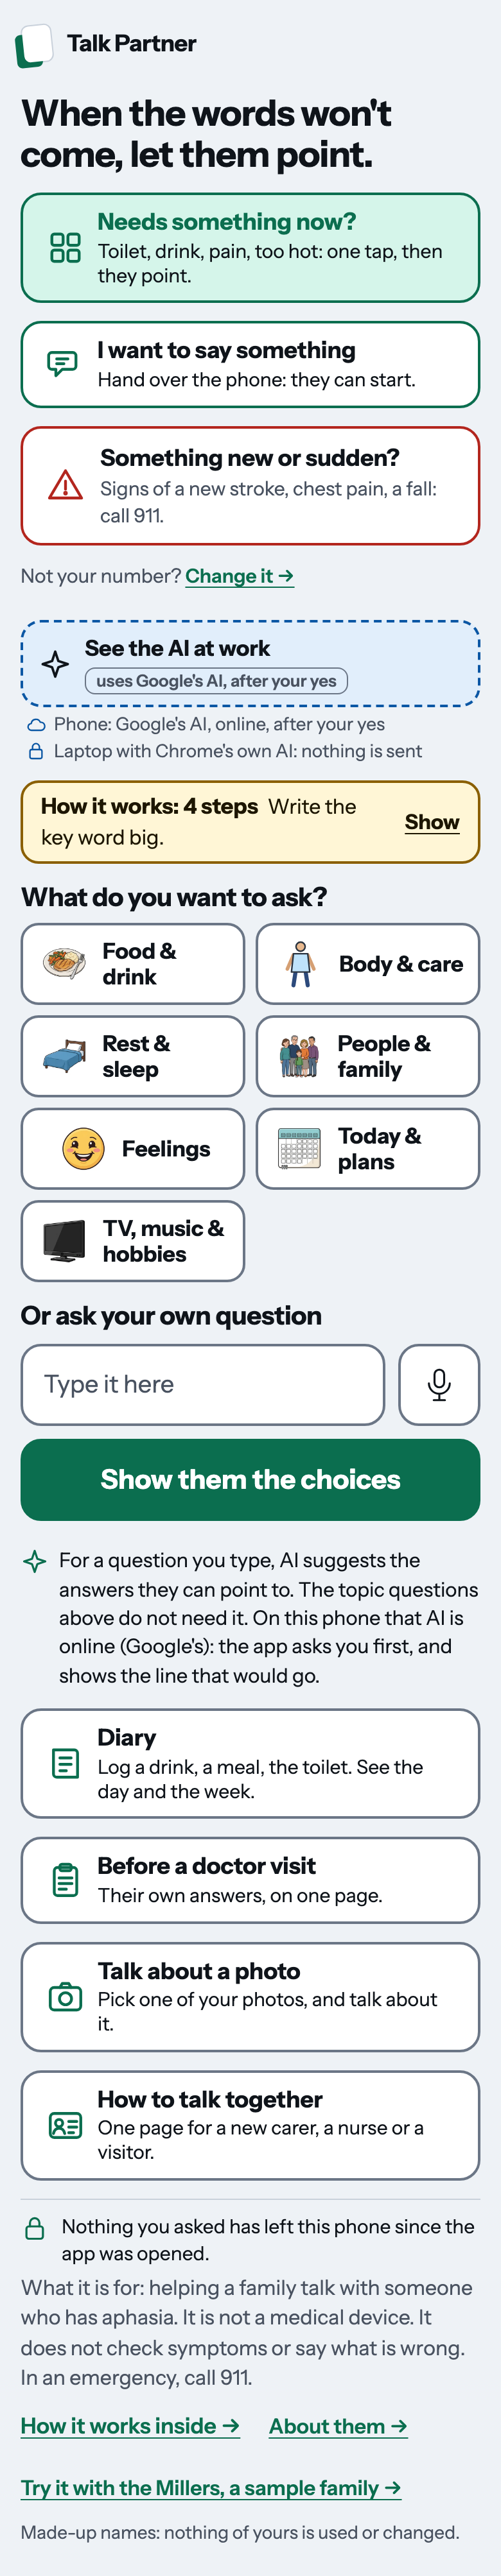 Talk Partner
When the words won't
come, let them point.
Needs something now?
Toilet, drink, pain, too hot: one tap, then
they point.
I want to say something
Hand over the phone: they can start.
Something new or sudden?
Signs of a new stroke, chest pain, a fall:
call 911.
Not your number? Change it →
See the AI at work
uses Google's AI, after your yes
Phone: Google's AI, online, after your yes
Laptop with Chrome's own AI: nothing is sent
How it works: 4 steps Write the
key word big.
Show
What do you want to ask?
Food &
drink
Body & care
Rest &
sleep
People &
family
Feelings
Today &
plans
TV, music &
hobbies
Or ask your own question
Type it here
Show them the choices
For a question you type, AI suggests the
answers they can point to. The topic questions
above do not need it. On this phone that AI is
online (Google's): the app asks you first, and
shows the line that would go.
Diary
Log a drink, a meal, the toilet. See the
day and the week.
Before a doctor visit
Their own answers, on one page.
Talk about a photo
Pick one of your photos, and talk about
it.
How to talk together
One page for a new carer, a nurse or a
visitor.
Nothing you asked has left this phone since the
app was opened.
What it is for: helping a family talk with someone
who has aphasia. It is not a medical device. It
does not check symptoms or say what is wrong.
In an emergency, call 911.
How it works inside →
About them →
Try it with the Millers, a sample family →
Made-up names: nothing of yours is used or changed.